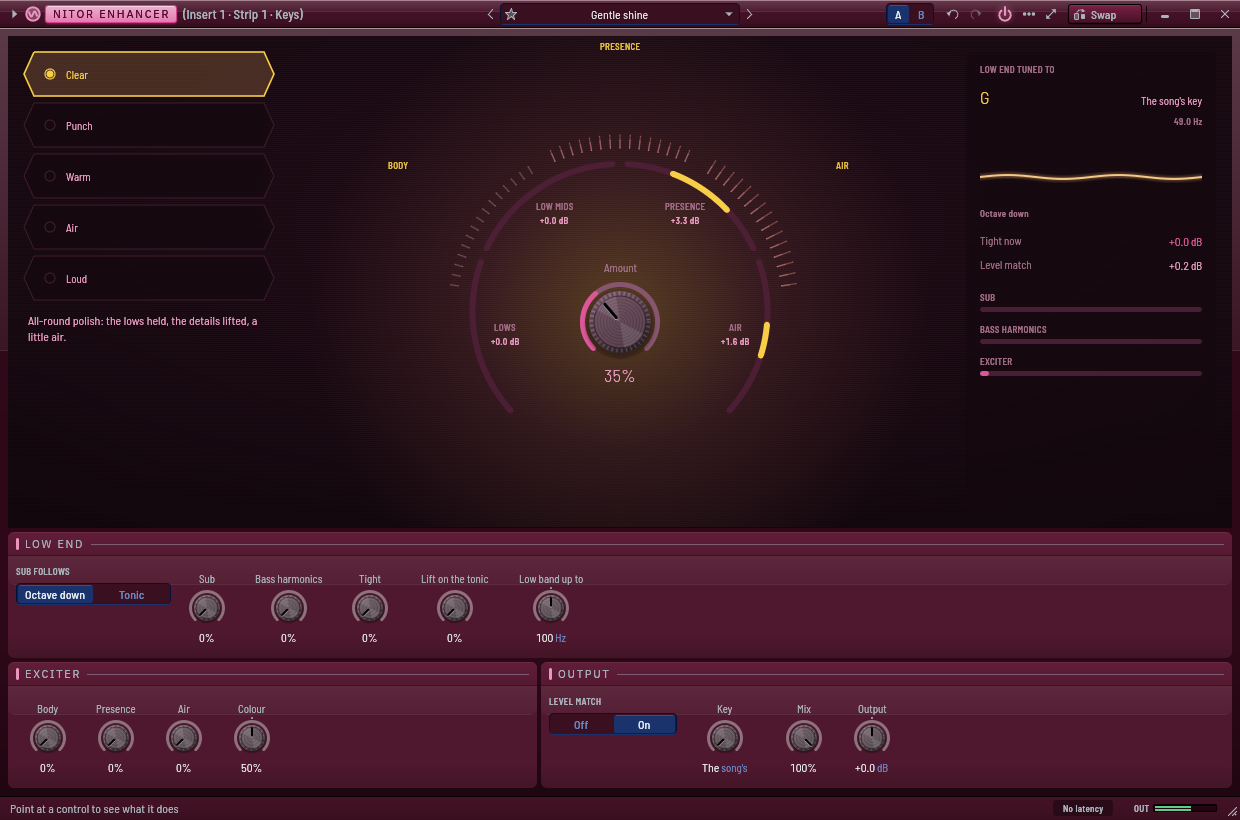 NITOR ENHANCER
(Insert 1 · Strip 1 · Keys)
Gentle shine
A
B
Swap
Clear
Punch
Warm
Air
Loud
All-round polish: the lows held, the details lifted, a
little air.
PRESENCE
BODY
AIR
LOW MIDS
+0.0 dB
PRESENCE
+3.3 dB
Amount
LOWS
+0.0 dB
AIR
+1.6 dB
35%
LOW END TUNED TO
G
The song's key
49.0 Hz
Octave down
Tight now
+0.0 dB
Level match
+0.2 dB
SUB
BASS HARMONICS
EXCITER
LOW END
SUB FOLLOWS
Octave down
Tonic
Sub
0%
Bass harmonics
0%
Tight
0%
Lift on the tonic
0%
Low band up to
100 Hz
EXCITER
Body
0%
Presence
0%
Air
0%
Colour
50%
OUTPUT
LEVEL MATCH
Off
On
Key
The song's
Mix
100%
Output
+0.0 dB
Point at a control to see what it does
No latency
OUT